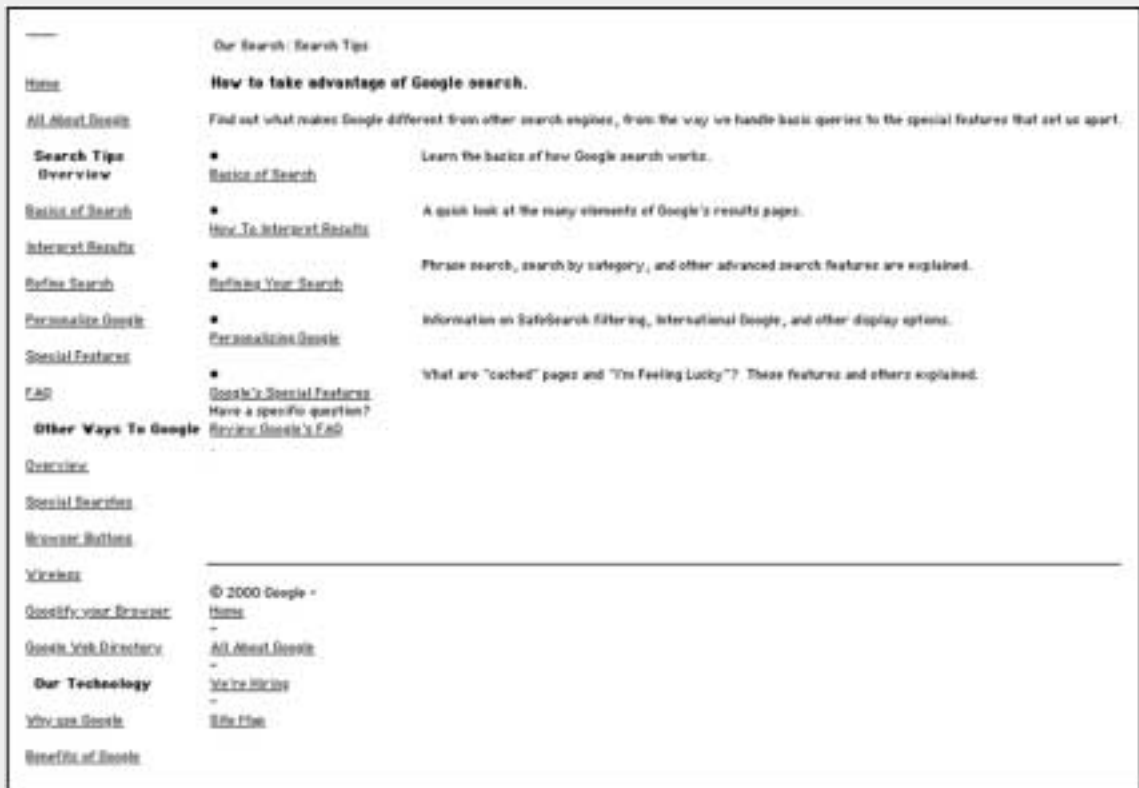 Our Search : Search Tips
Home
How to take advantage of Google search.
All About Google
Find out what makes Google different from other search engines, from the way we handle basic queries to the special features that set us apart.
Search Tips
Overview
• Learn the basics of how Google search works.
Basics of Search
Basics of Search
• A quick look at the many elements of Google's results pages.
How To Interpret Results
Interpret Results
• Phrase search, search by category, and other advanced search features are explained.
Refine Search
Refining Your Search
Personalize Google
• Information on SafeSearch filtering, International Google, and other display options.
Personalizing Google
Special Features
• What are "cached" pages and "I'm Feeling Lucky"? These features and others explained.
FAQ
Google's Special Features
Have a specific question?
Other Ways To Google
Review Google's FAQ
Overview
Special Searches
Browser Buttons
Wireless
© 2000 Google -
Googlify your Browser
Home
-
Google Web Directory
All About Google
-
Our Technology
We're Hiring
-
Why use Google
Site Map
Benefits of Google